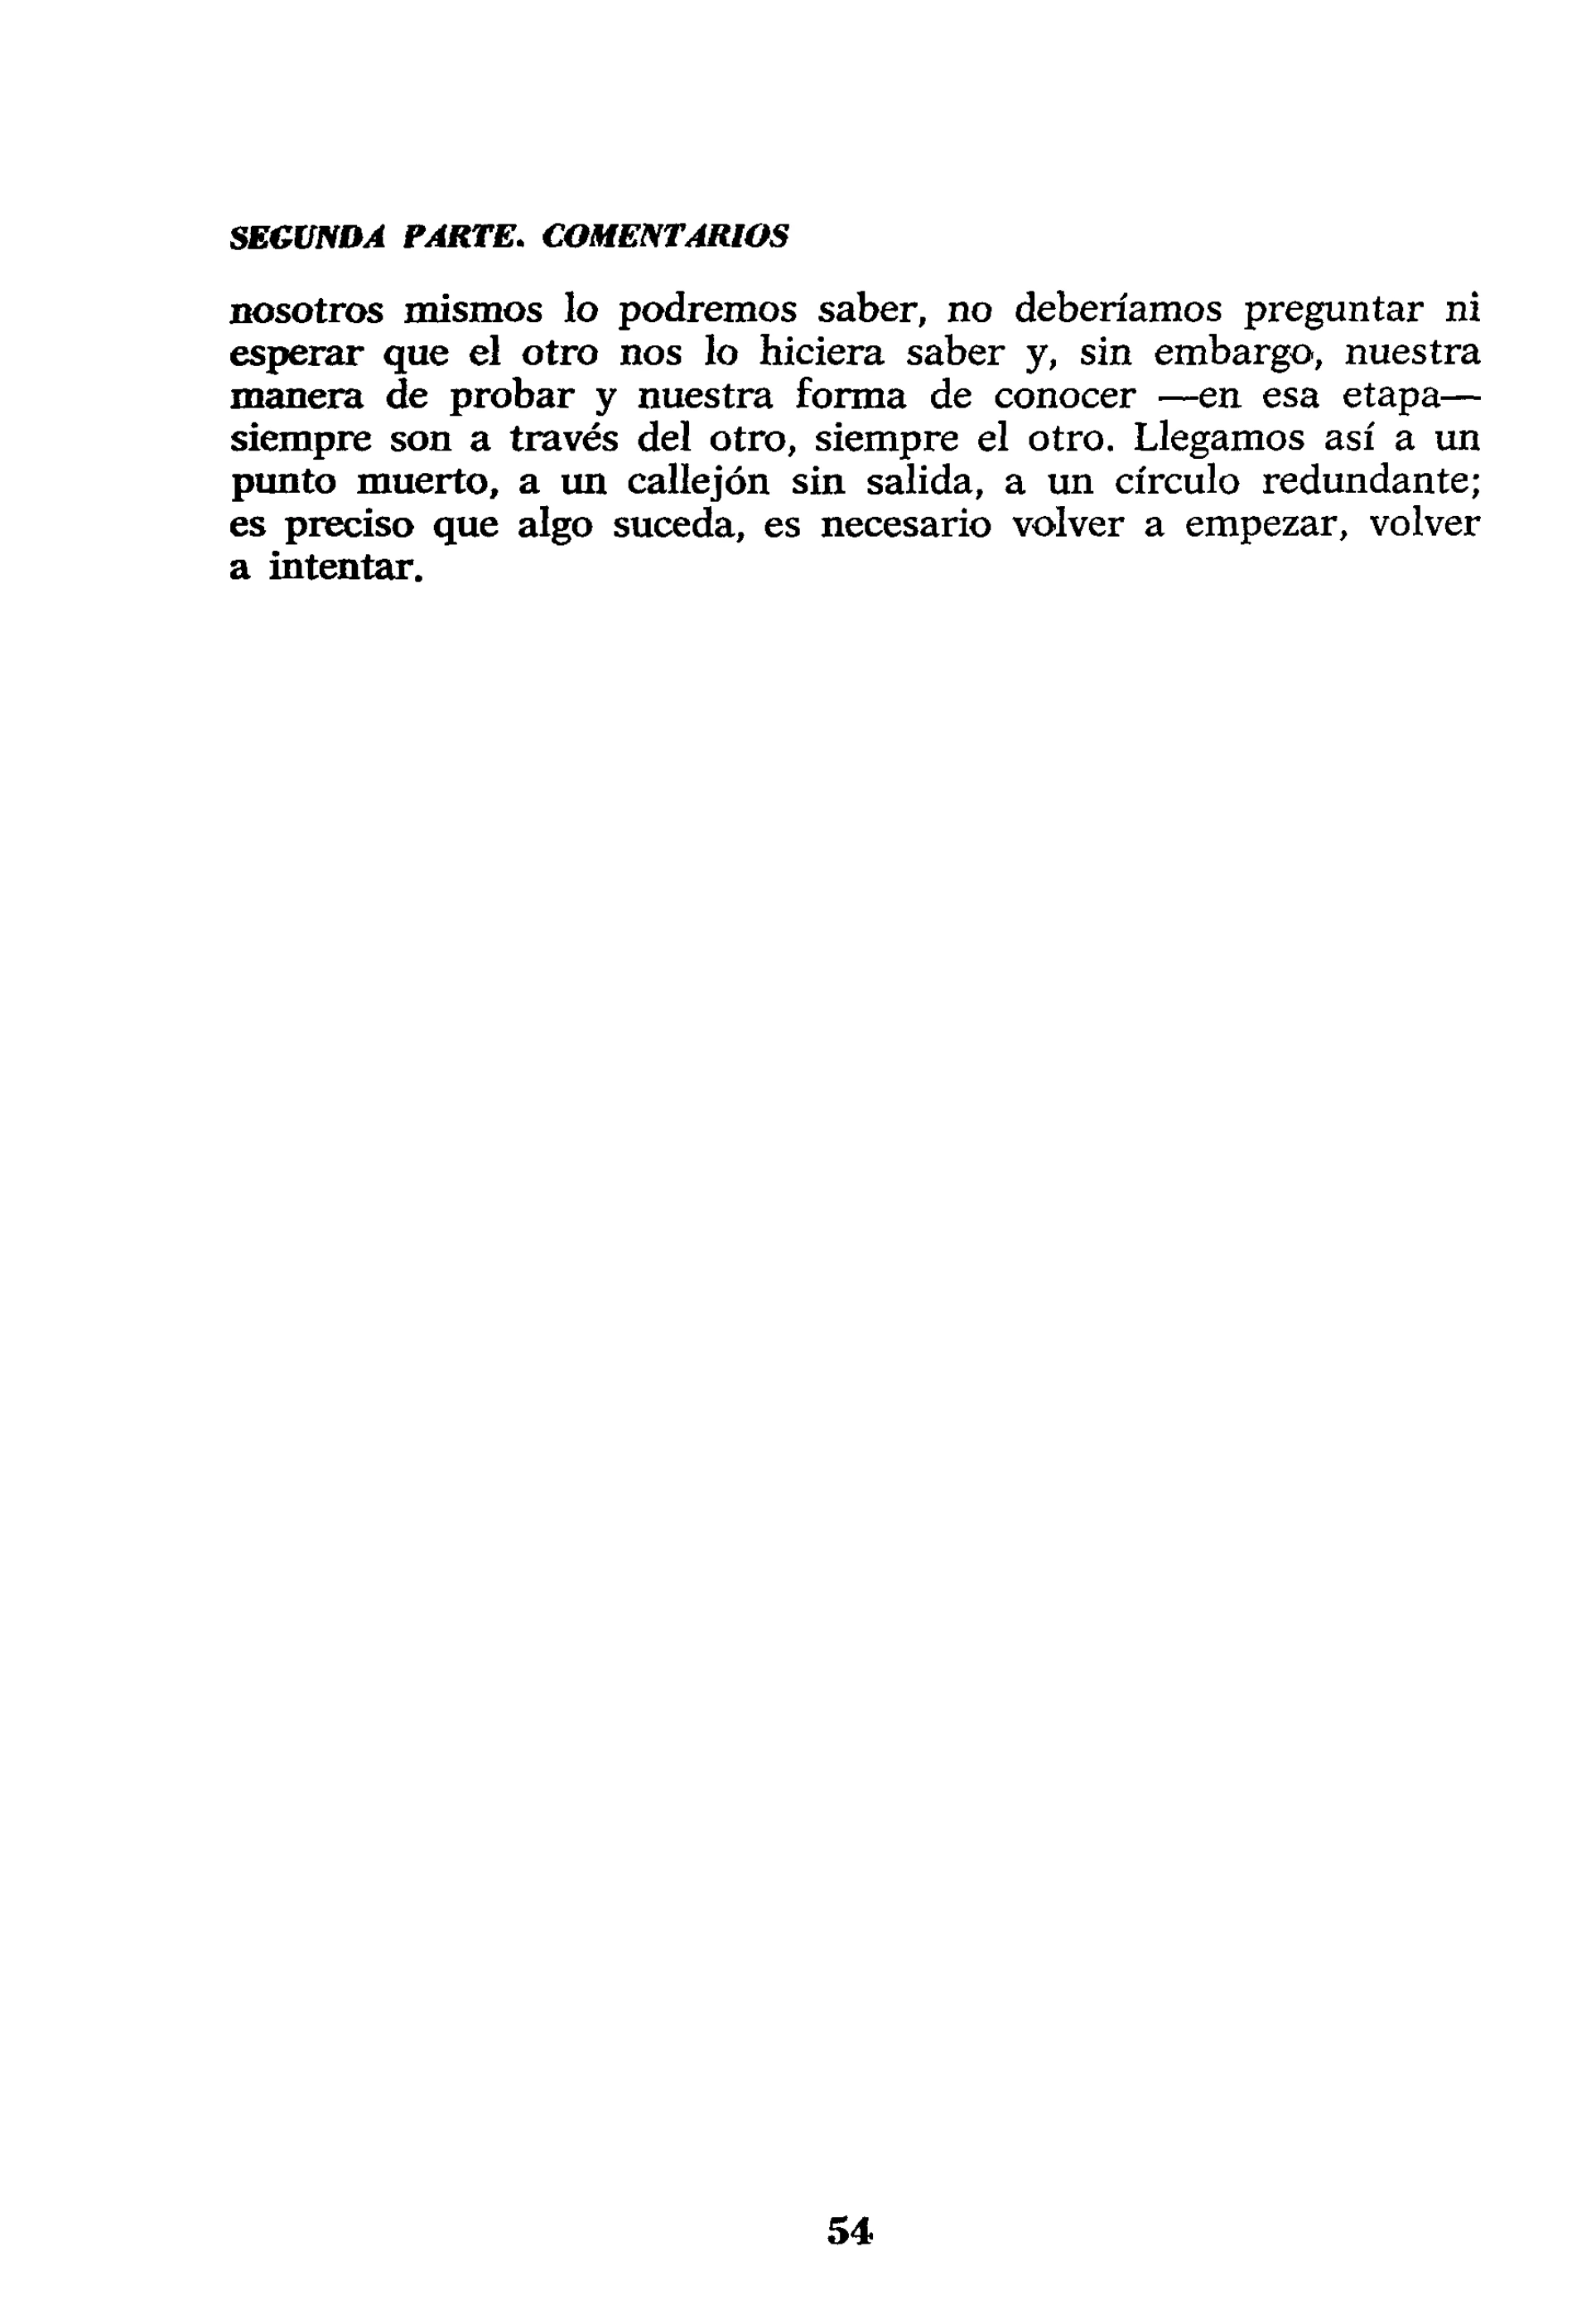 SEGUNDA PARTE. COMENTARIOS
nosotros mismos lo podremos saber, no deberíamos preguntar ni
esperar que el otro nos lo hiciera saber y, sin embargo, nuestra
manera de probar y nuestra forma de conocer —en esa etapa—
siempre son a través del otro, siempre el otro. Llegamos así a un
punto muerto, a un callejón sin salida, a un círculo redundante;
es preciso que algo suceda, es necesario volver a empezar, volver
a intentar.
54